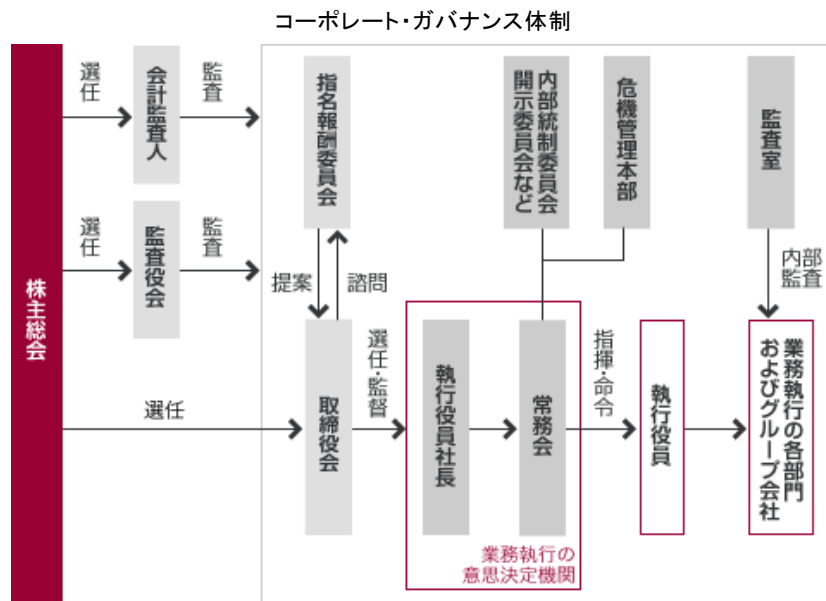 コーポレート・ガバナンス体制
株主総会
選任
会計監査人
監査
選任
監査役会
監査
選任
指名報酬委員会
提案
諮問
取締役会
選任・監督
執行役員社長
常務会
業務執行の
意思決定機関
内部統制委員会
開示委員会など
危機管理本部
指揮・命令
執行役員
監査室
内部
監査
業務執行の各部門
およびグループ会社